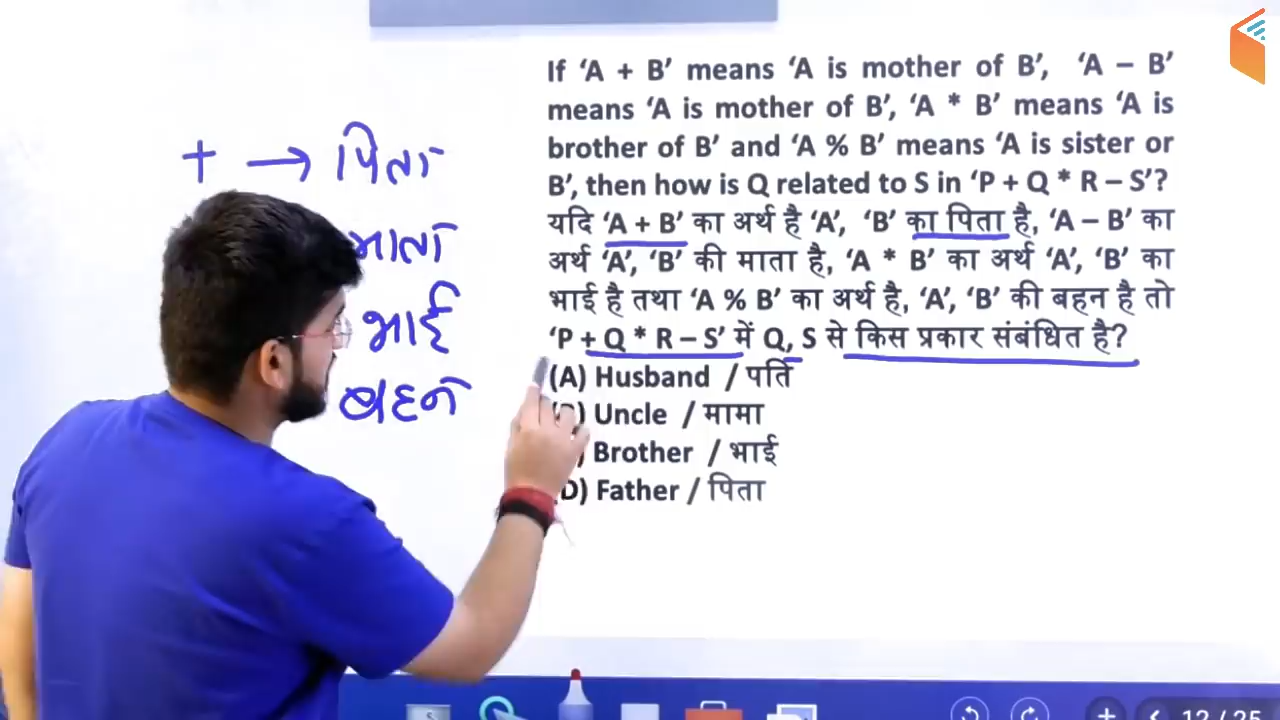 If ‘A + B’ means ‘A is mother of B’, ‘A – B’
means ‘A is mother of B’, ‘A * B’ means ‘A is
brother of B’ and ‘A % B’ means ‘A is sister or
B’, then how is Q related to S in ‘P + Q * R – S’?
यदि ‘A + B’ का अर्थ है ‘A’, ‘B’ का पिता है, ‘A – B’ का
अर्थ ‘A’, ‘B’ की माता है, ‘A * B’ का अर्थ ‘A’, ‘B’ का
भाई है तथा ‘A % B’ का अर्थ है, ‘A’, ‘B’ की बहन है तो
‘P + Q * R – S’ में Q, S से किस प्रकार संबंधित है?
(A) Husband / पति
Uncle / मामा
) Brother / भाई
D) Father / पिता
+ → पिता
माता
भाई
बहन
12 / 25